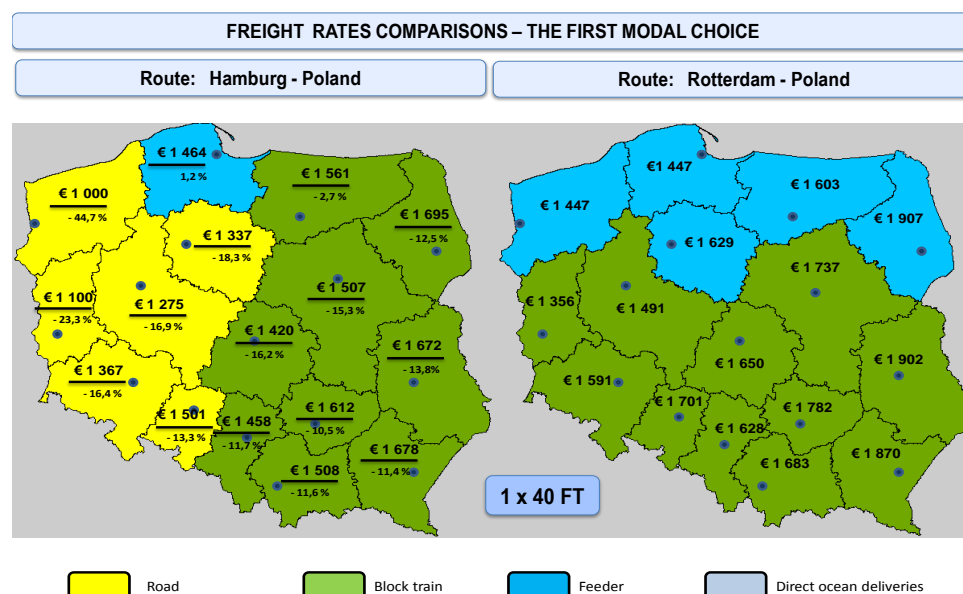 FREIGHT RATES COMPARISONS – THE FIRST MODAL CHOICE
Route: Hamburg - Poland
Route: Rotterdam - Poland
€ 1 464
1,2 %
€ 1 561
- 2,7 %
€ 1 000
- 44,7 %
€ 1 695
- 12,5 %
€ 1 337
- 18,3 %
€ 1 100
- 23,3 %
€ 1 275
- 16,9 %
€ 1 507
- 15,3 %
€ 1 420
- 16,2 %
€ 1 672
- 13,8%
€ 1 367
- 16,4 %
€ 1 501
- 13,3 %
€ 1 458
- 11,7 %
€ 1 612
- 10,5 %
€ 1 678
- 11,4 %
€ 1 508
- 11,6 %
€1 447
€ 1 603
€ 1 447
€ 1 907
€ 1 629
€ 1 737
€ 1 356
€ 1 491
€ 1 650
€ 1 902
€ 1 591
€ 1 701
€ 1 782
€ 1 628
€ 1 683
€ 1 870
1 x 40 FT
Road
Block train
Feeder
Direct ocean deliveries